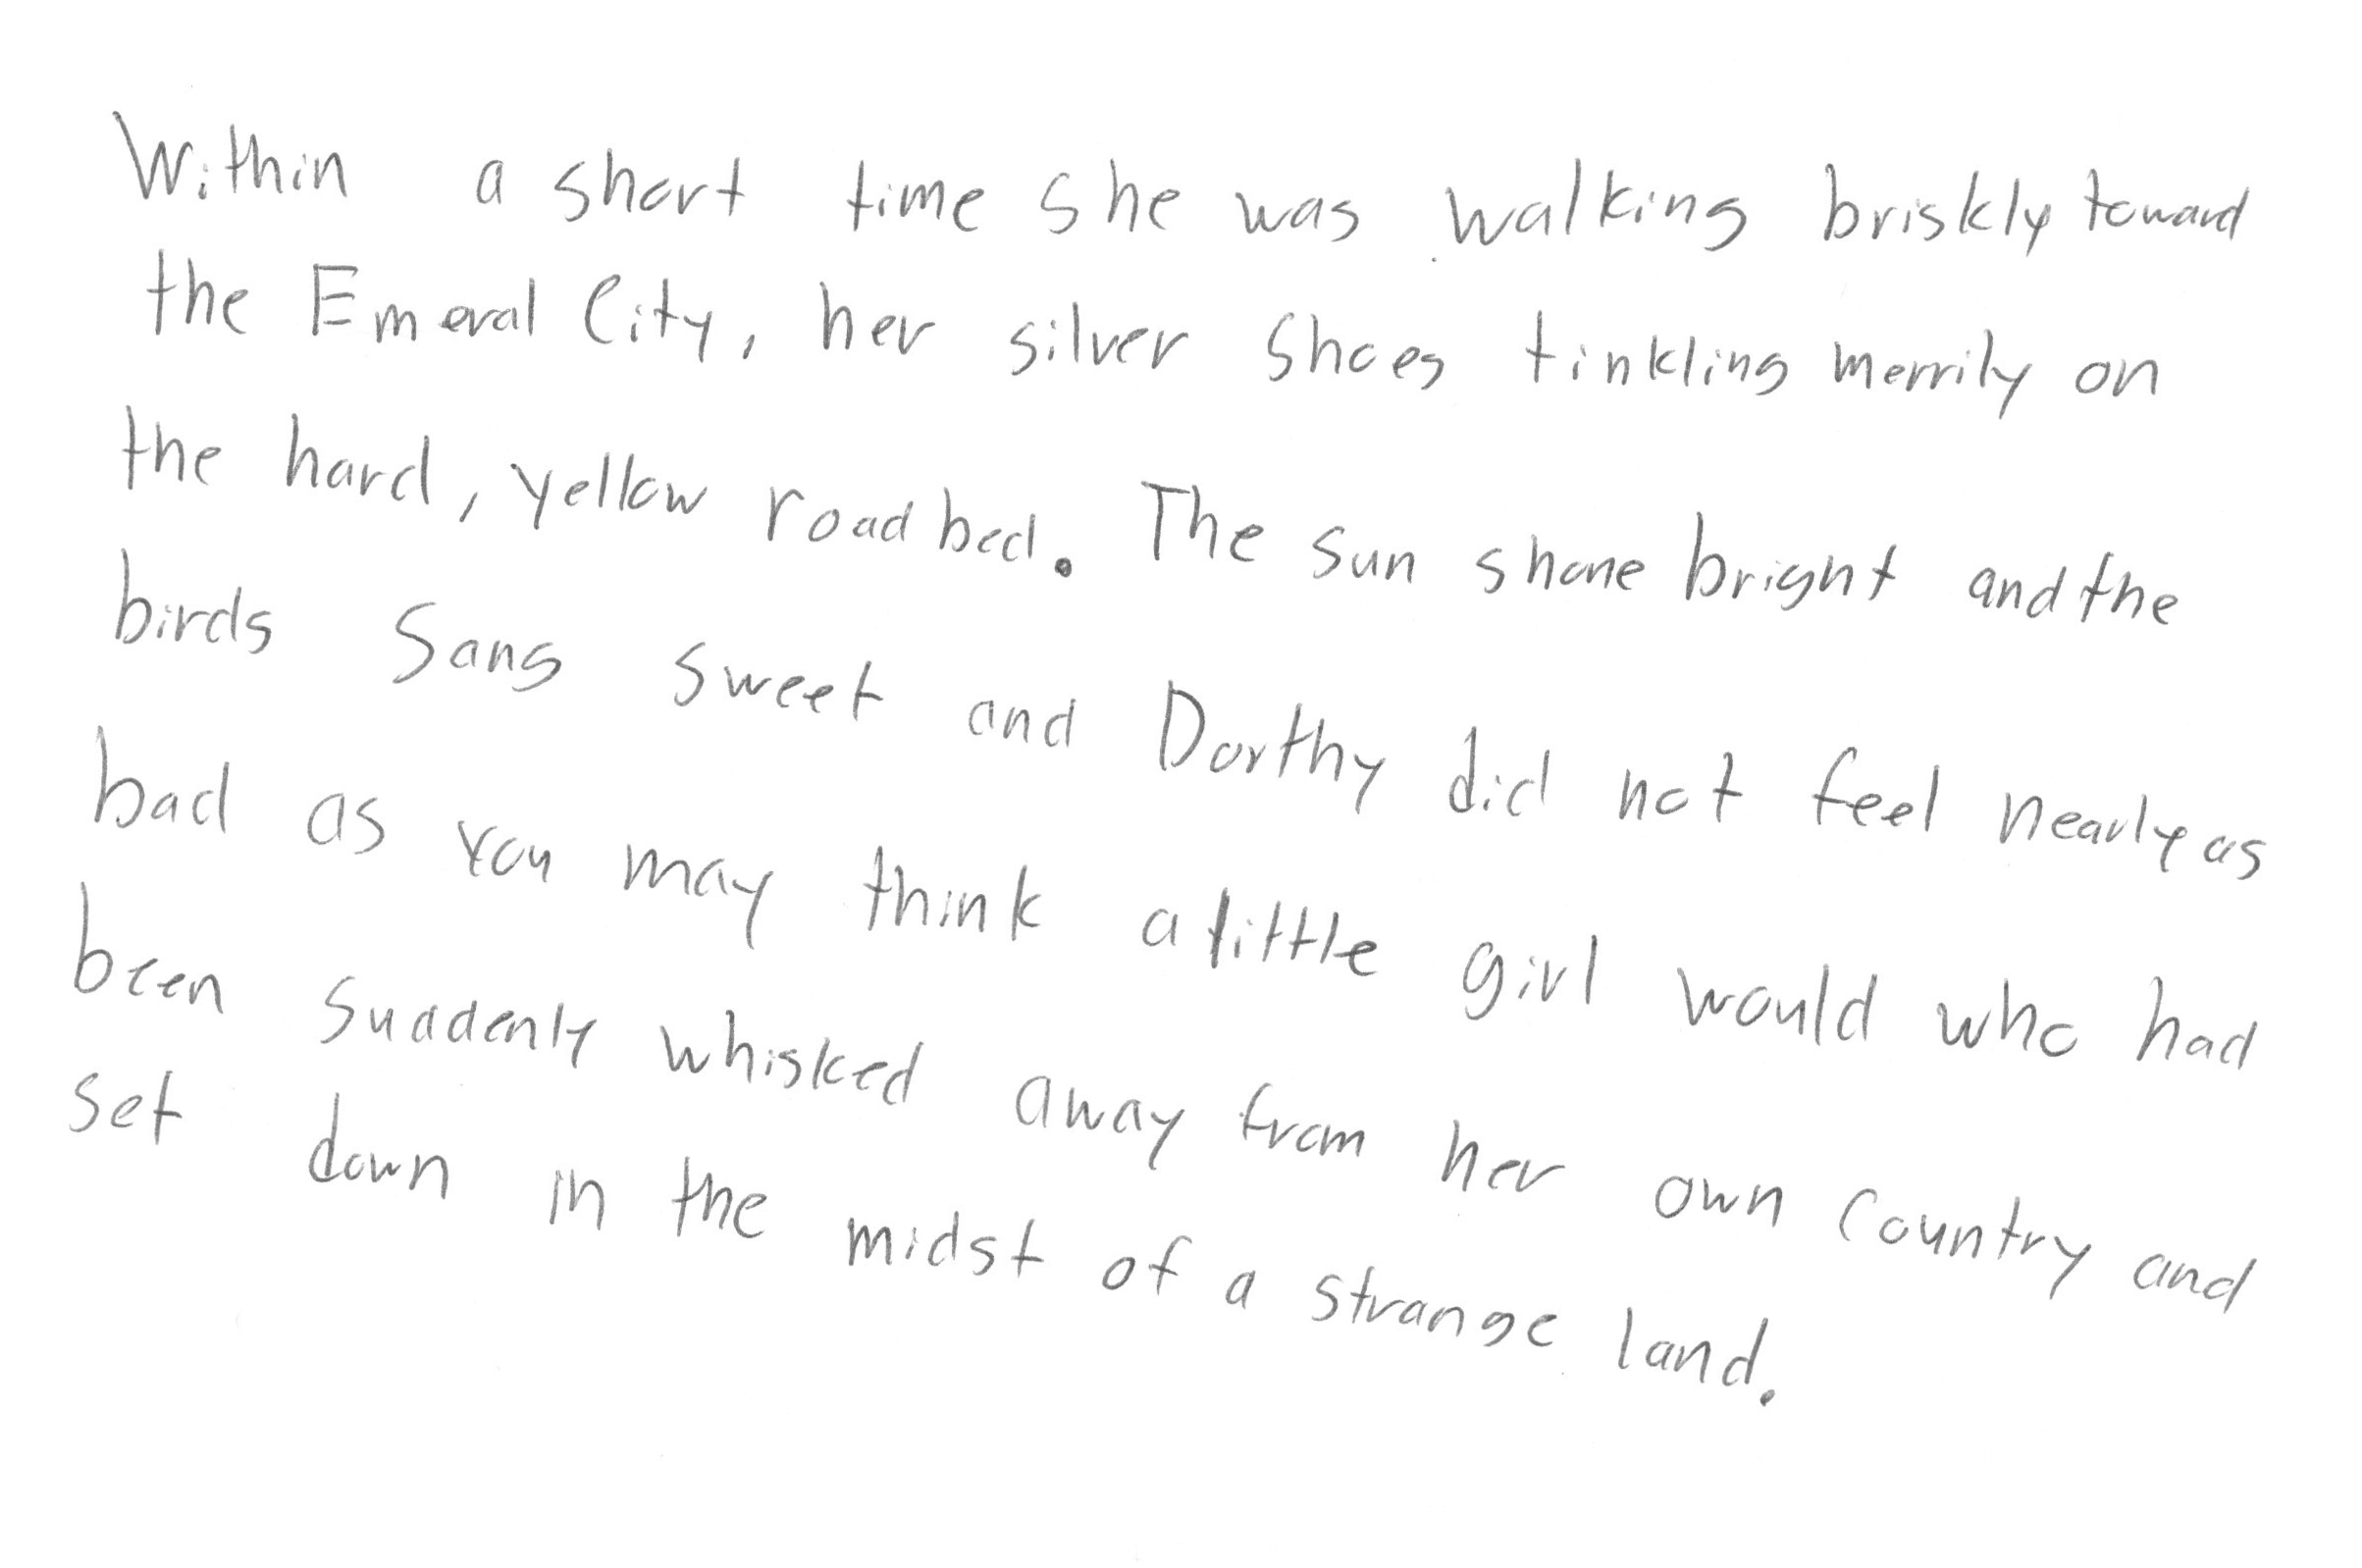 Within a short time she was walking briskly toward
the Emeral City, her silver shoes tinkling merrily on
the hard, yellow roadbed. The sun shone bright and the
birds sang sweet and Dorthy did not feel nearly as
bad as you may think a little girl would who had
been suddenly whisked away from her own country and
set down in the midst of a strange land.